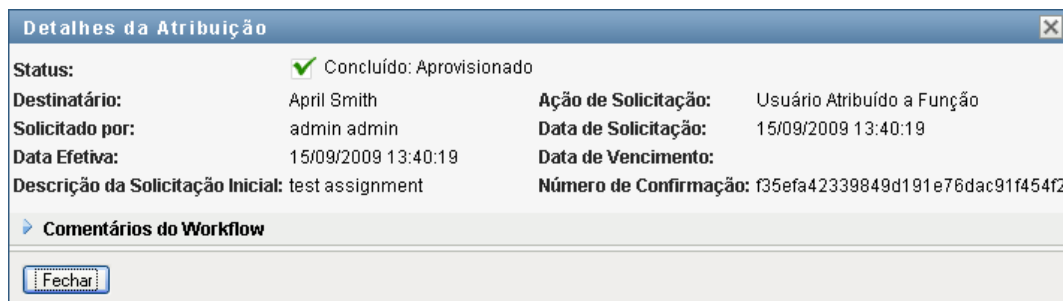 Detalhes da Atribuição
Status: Concluído: Aprovisionado
Destinatário: April Smith Ação de Solicitação: Usuário Atribuído a Função
Solicitado por: admin admin Data de Solicitação: 15/09/2009 13:40:19
Data Efetiva: 15/09/2009 13:40:19 Data de Vencimento:
Descrição da Solicitação Inicial: test assignment Número de Confirmação: f35efa42339849d191e76dac91f454f2
Comentários do Workflow
Fechar